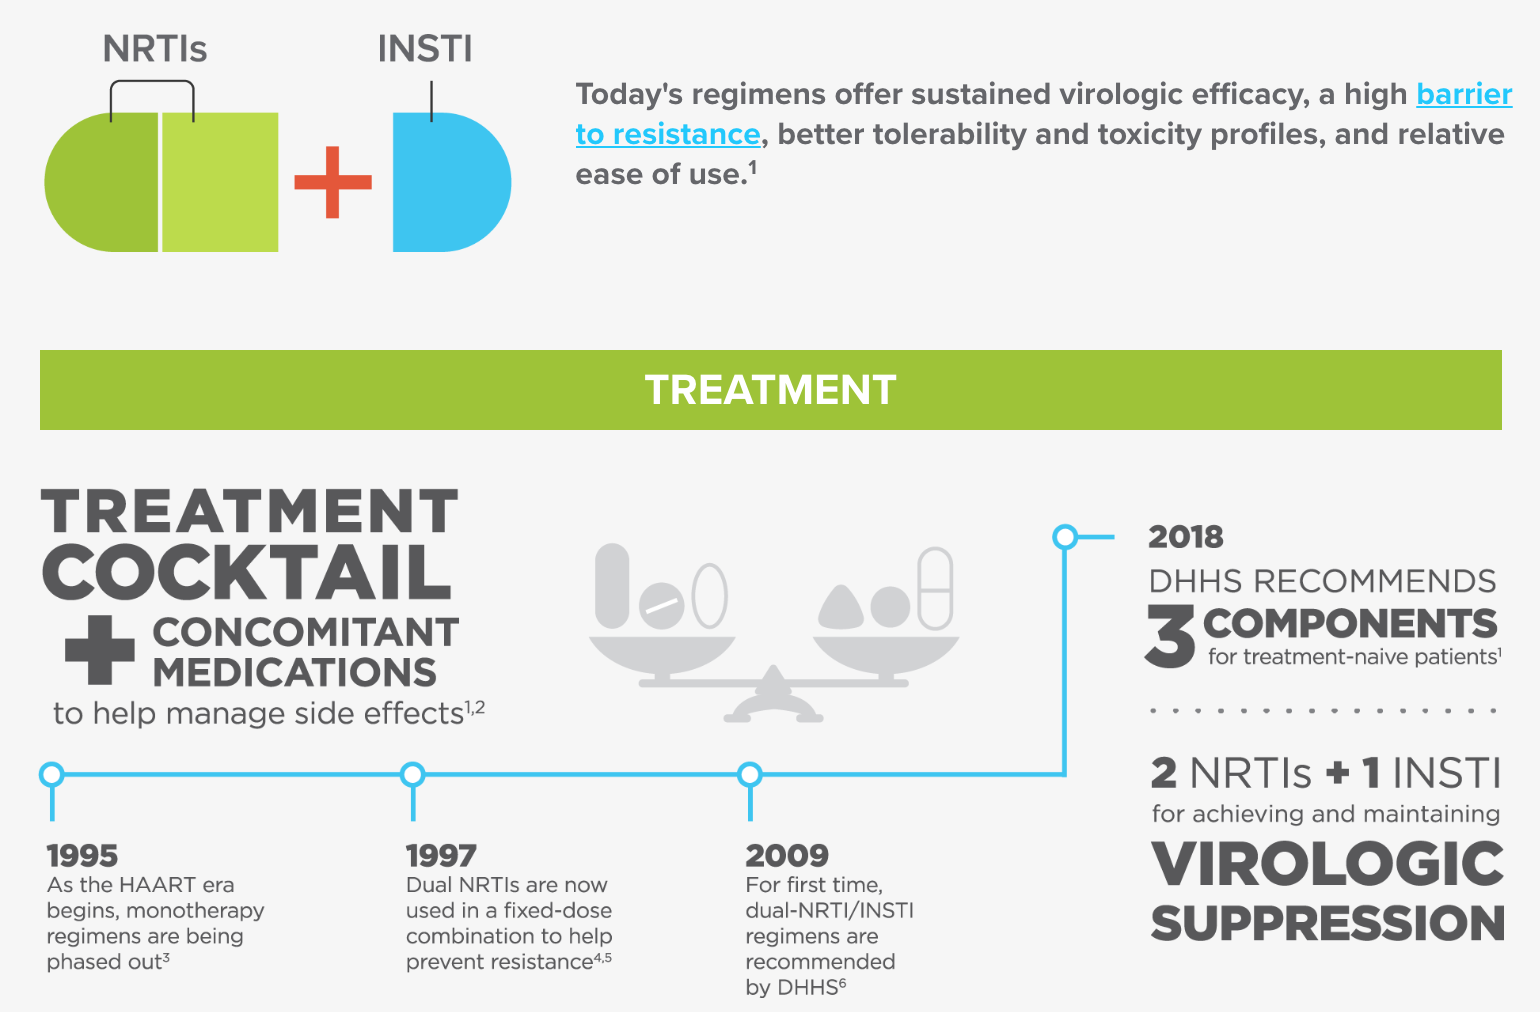 NRTIs
INSTI
Today's regimens offer sustained virologic efficacy, a high barrier
to resistance, better tolerability and toxicity profiles, and relative
ease of use.¹
TREATMENT
TREATMENT
COCKTAIL
+ CONCOMITANT
MEDICATIONS
to help manage side effects¹,²
1995
As the HAART era
begins, monotherapy
regimens are being
phased out³
1997
Dual NRTIs are now
used in a fixed-dose
combination to help
prevent resistance⁴,⁵
2009
For first time,
dual-NRTI/INSTI
regimens are
recommended
by DHHS⁶
2018
DHHS RECOMMENDS
3 COMPONENTS
for treatment-naive patients¹
2 NRTIs + 1 INSTI
for achieving and maintaining
VIROLOGIC
SUPPRESSION